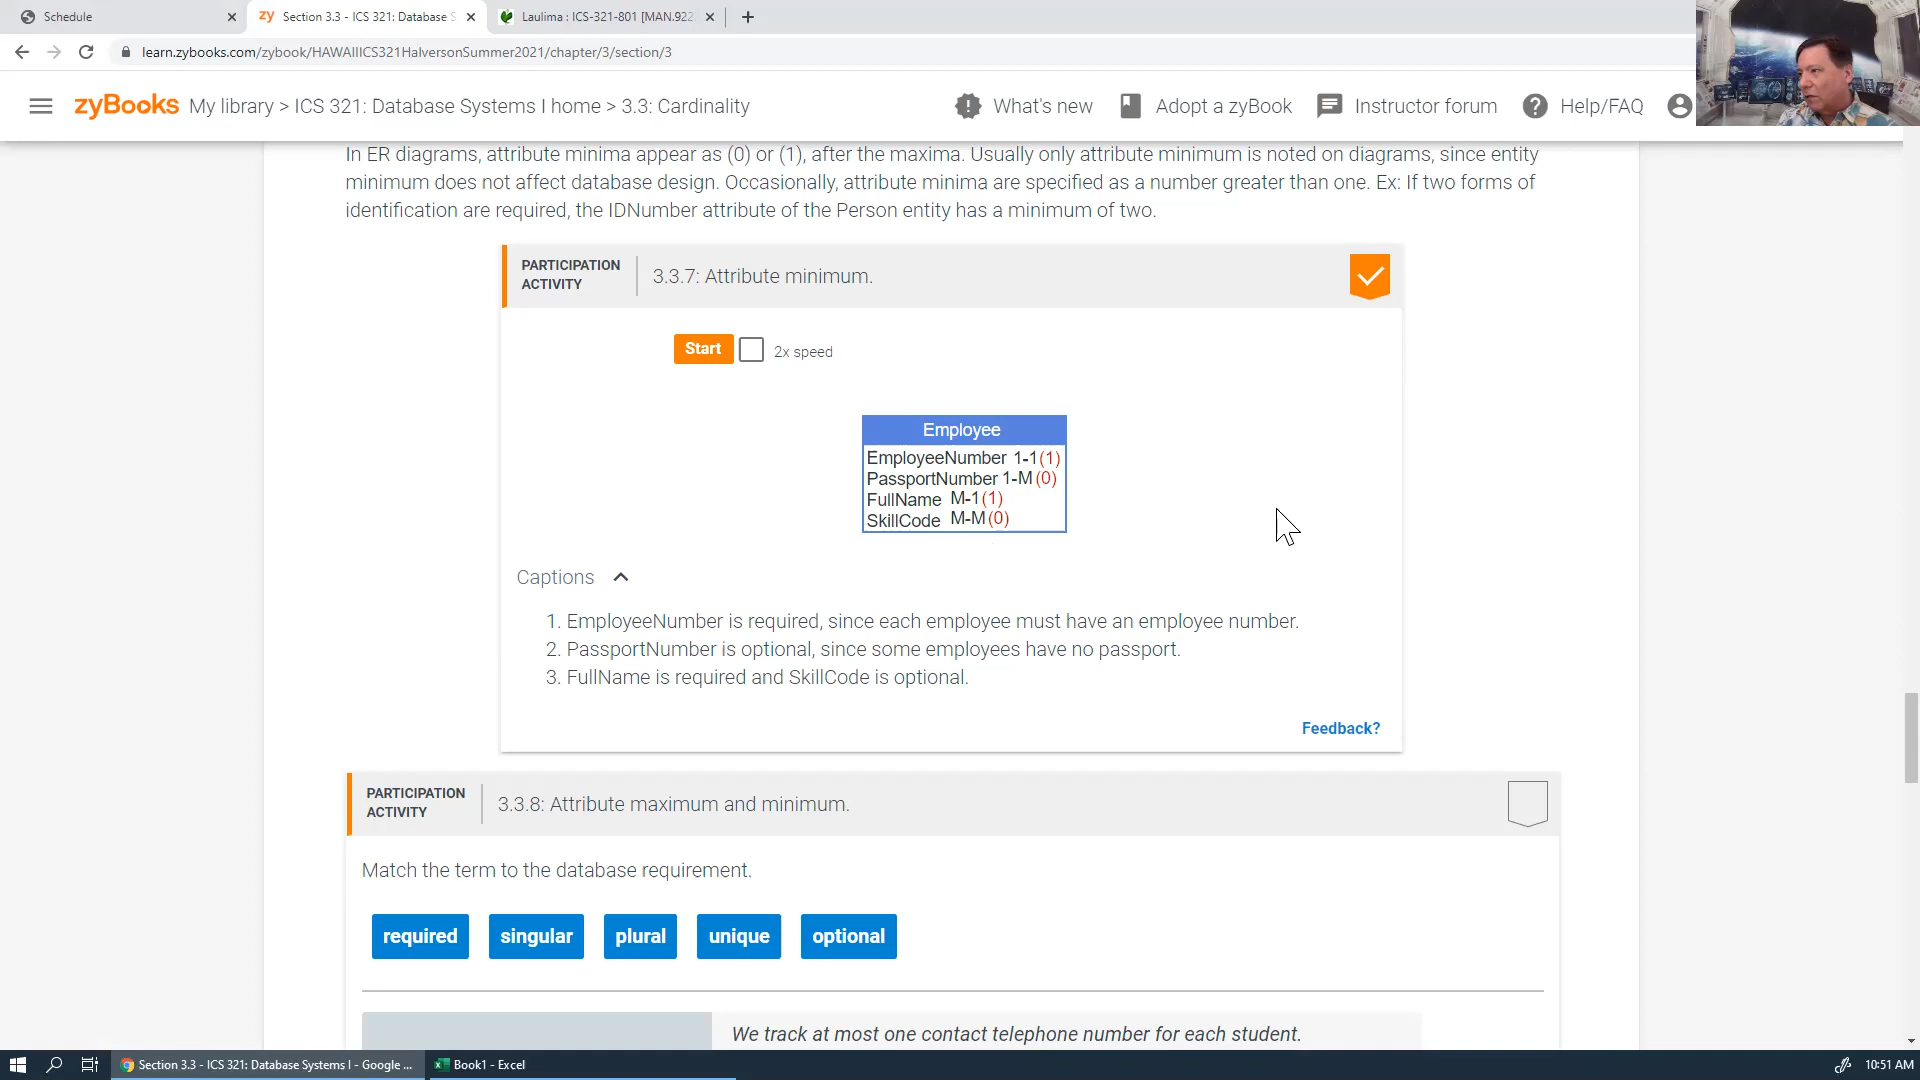 Schedule
zy Section 3.3 - ICS 321: Database S
Laulima : ICS-321-801 [MAN.922
learn.zybooks.com/zybook/HAWAIIICS321HalversonSummer2021/chapter/3/section/3
zyBooks My library > ICS 321: Database Systems I home > 3.3: Cardinality
What's new
Adopt a zyBook
Instructor forum
Help/FAQ
In ER diagrams, attribute minima appear as (0) or (1), after the maxima. Usually only attribute minimum is noted on diagrams, since entity
minimum does not affect database design. Occasionally, attribute minima are specified as a number greater than one. Ex: If two forms of
identification are required, the IDNumber attribute of the Person entity has a minimum of two.
PARTICIPATION
ACTIVITY
3.3.7: Attribute minimum.
Start
2x speed
Employee
EmployeeNumber 1-1(1)
PassportNumber 1-M (0)
FullName M-1(1)
SkillCode M-M(0)
Captions
1. EmployeeNumber is required, since each employee must have an employee number.
2. PassportNumber is optional, since some employees have no passport.
3. FullName is required and SkillCode is optional.
Feedback?
PARTICIPATION
ACTIVITY
3.3.8: Attribute maximum and minimum.
Match the term to the database requirement.
required
singular
plural
unique
optional
We track at most one contact telephone number for each student.
Section 3.3 - ICS 321: Database Systems I - Google ...
Book1 - Excel
10:51 AM